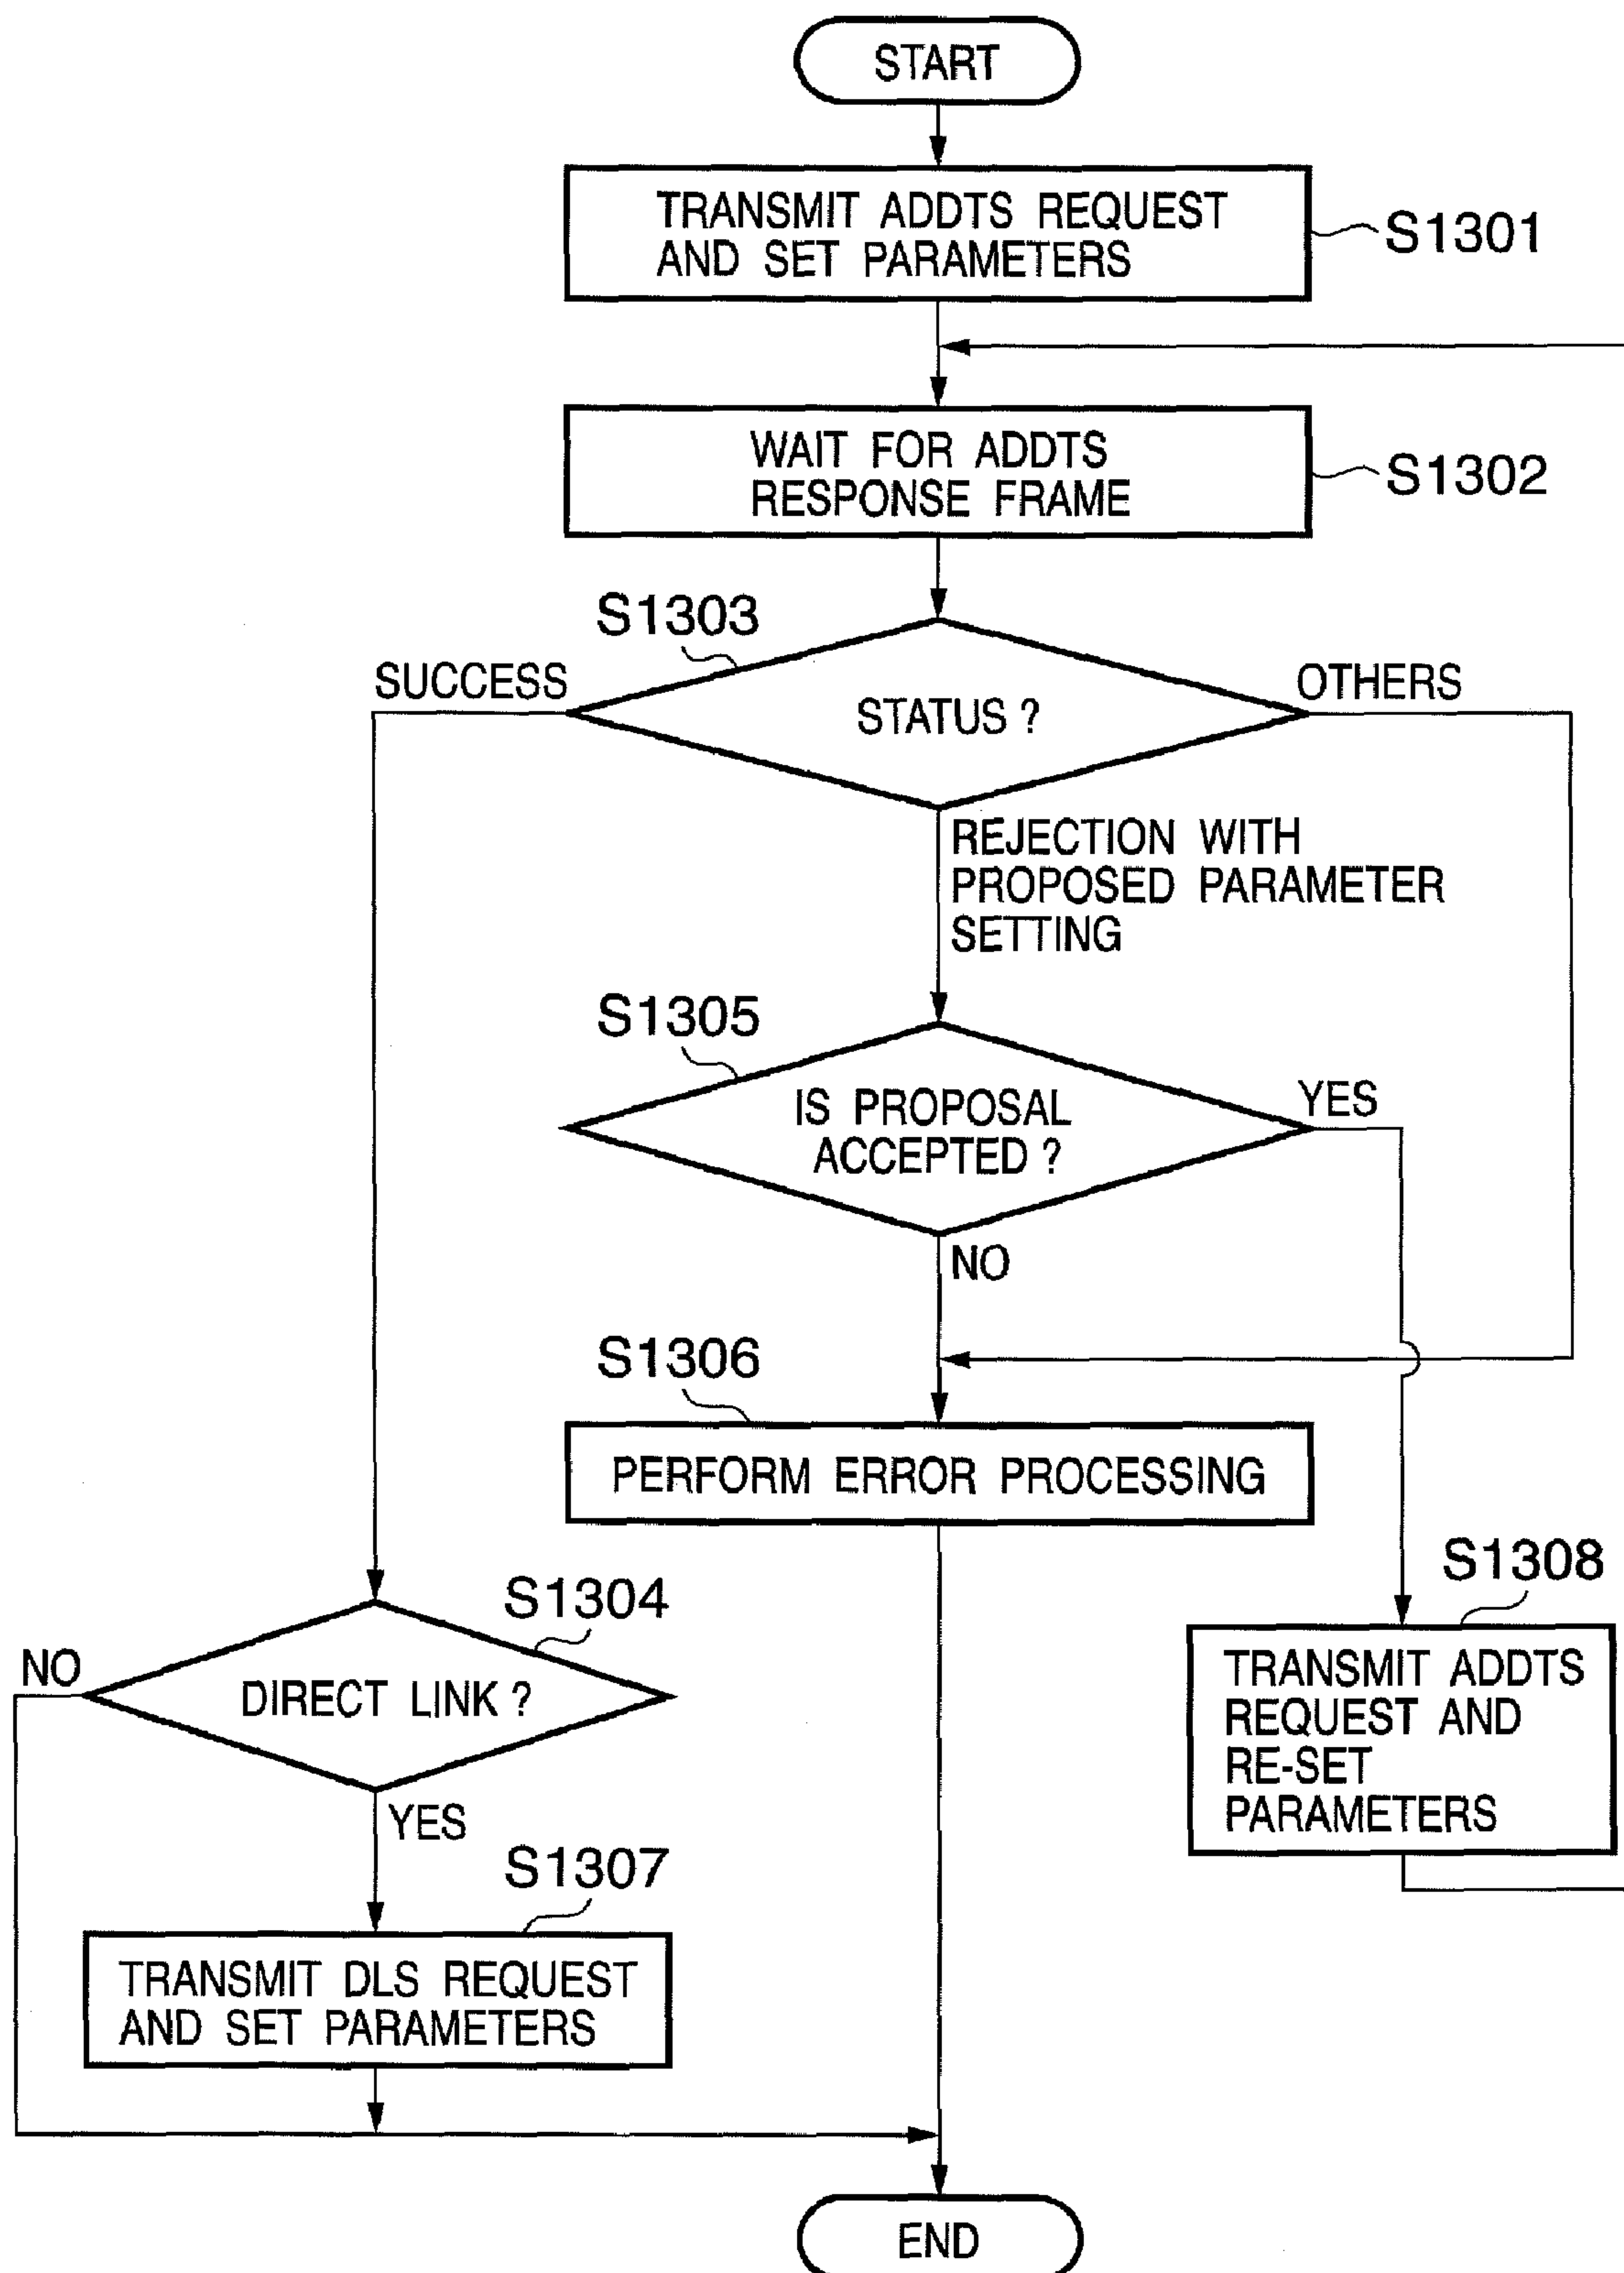 START
TRANSMIT ADDTS REQUEST
AND SET PARAMETERS
S1301
WAIT FOR ADDTS
RESPONSE FRAME
S1302
S1303
SUCCESS
STATUS ?
OTHERS
REJECTION WITH
PROPOSED PARAMETER
SETTING
S1305
IS PROPOSAL
ACCEPTED ?
YES
NO
S1306
PERFORM ERROR PROCESSING
S1304
NO
DIRECT LINK ?
YES
S1308
TRANSMIT ADDTS
REQUEST AND
RE-SET
PARAMETERS
S1307
TRANSMIT DLS REQUEST
AND SET PARAMETERS
END